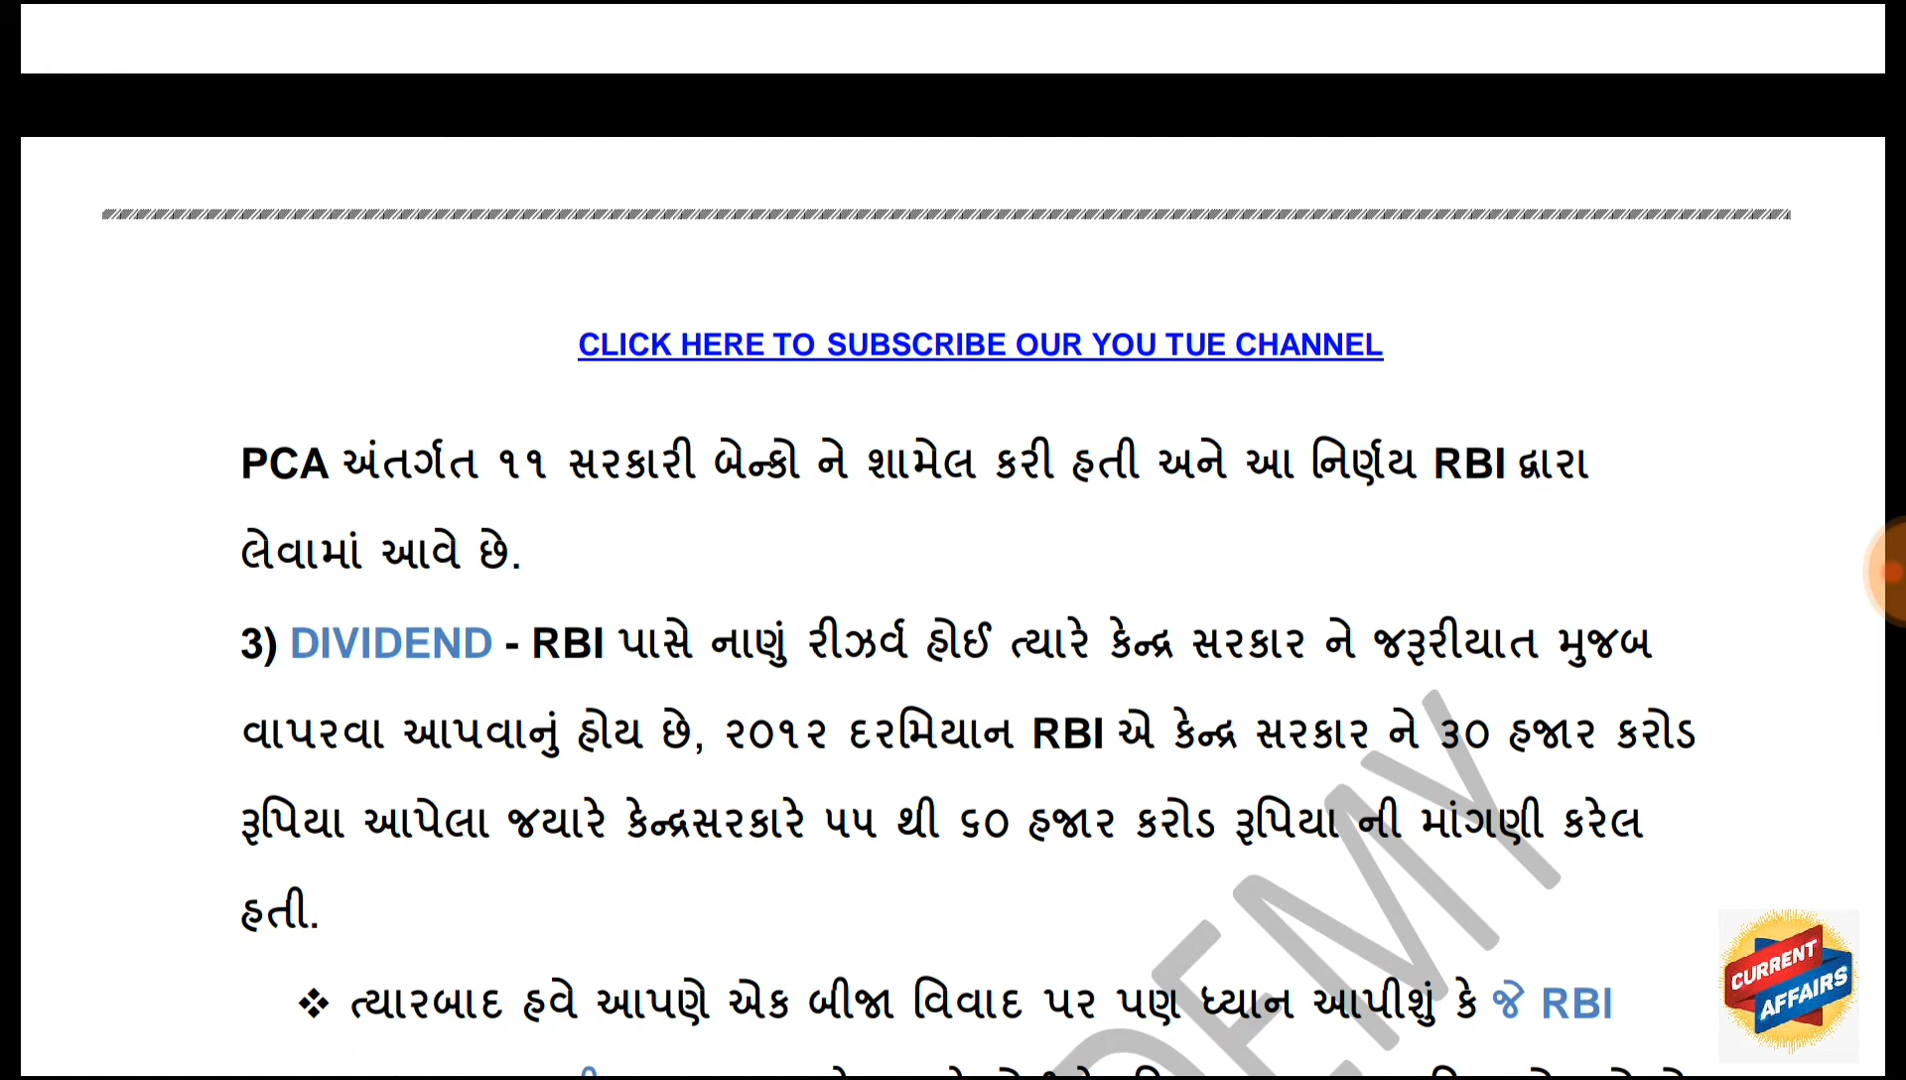 CLICK HERE TO SUBSCRIBE OUR YOU TUE CHANNEL
PCA અંતર્ગત ૧૧ સરકારી બેન્કો ને શામેલ કરી હતી અને આ નિર્ણય RBI દ્વારા
લેવામાં આવે છે.
3) DIVIDEND - RBI પાસે નાણું રીઝર્વ હોઈ ત્યારે કેન્દ્ર સરકાર ને જરૂરીયાત મુજબ
વાપરવા આપવાનું હોય છે, ૨૦૧૨ દરમિયાન RBI એ કેન્દ્ર સરકાર ને ૩૦ હજાર કરોડ
રૂપિયા આપેલા જયારે કેન્દ્રસરકારે ૫૫ થી ૬૦ હજાર કરોડ રૂપિયા ની માંગણી કરેલ
હતી.
❖ ત્યારબાદ હવે આપણે એક બીજા વિવાદ પર પણ ધ્યાન આપીશું કે જે RBI
DEMY
CURRENT
AFFAIRS